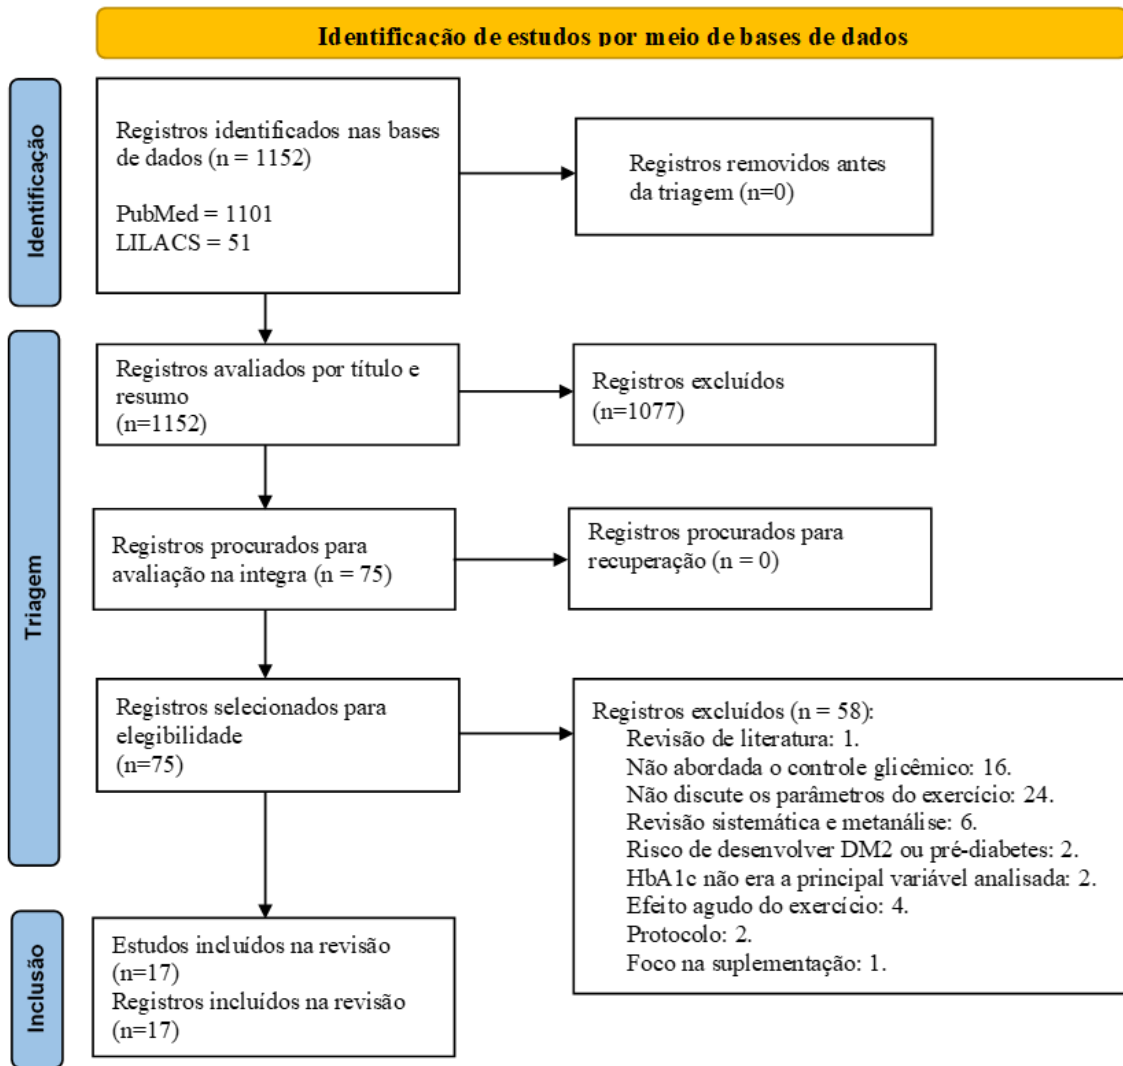 Identificação de estudos por meio de bases de dados
Identificação
Registros identificados nas bases
de dados (n = 1152)
PubMed = 1101
LILACS = 51
Registros removidos antes
da triagem (n=0)
Triagem
Registros avaliados por título e
resumo
(n=1152)
Registros excluídos
(n=1077)
Registros procurados para
avaliação na integra (n = 75)
Registros procurados para
recuperação (n = 0)
Registros selecionados para
elegibilidade
(n=75)
Registros excluídos (n = 58):
Revisão de literatura: 1.
Não abordada o controle glicêmico: 16.
Não discute os parâmetros do exercício: 24.
Revisão sistemática e metanálise: 6.
Risco de desenvolver DM2 ou pré-diabetes: 2.
HbA1c não era a principal variável analisada: 2.
Efeito agudo do exercício: 4.
Protocolo: 2.
Foco na suplementação: 1.
Inclusão
Estudos incluídos na revisão
(n=17)
Registros incluídos na revisão
(n=17)